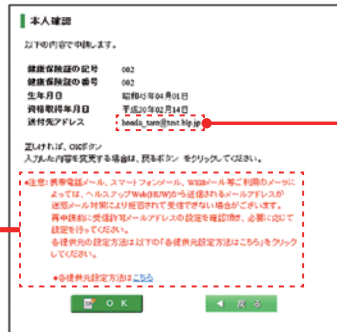 本人確認
以下の内容で申請します。
健康保険証の記号 002
健康保険証の番号 002
生年月日 昭和45年04月01日
資格取得年月日 平成20年02月14日
送付先アドレス honda_taro@test.hlp.jp
正しければ、OKボタン
入力した内容を変更する場合は、戻るボタン をクリックしてください。
●注意：携帯電話メール、スマートフォンメール、WEBメール等ご利用のメーラに
よっては、ヘルスアップWeb(HUW)から送信されるメールアドレスが
迷惑メール対策により拒否されて受信できない場合がございます。
再申請前に受信許可メールアドレスの設定を確認頂き、必要に応じて
設定を行ってください。
各提供元の設定方法は以下の「各提供元設定方法はこちら」をクリック
してください。
●各提供元設定方法はこちら
OK
戻る